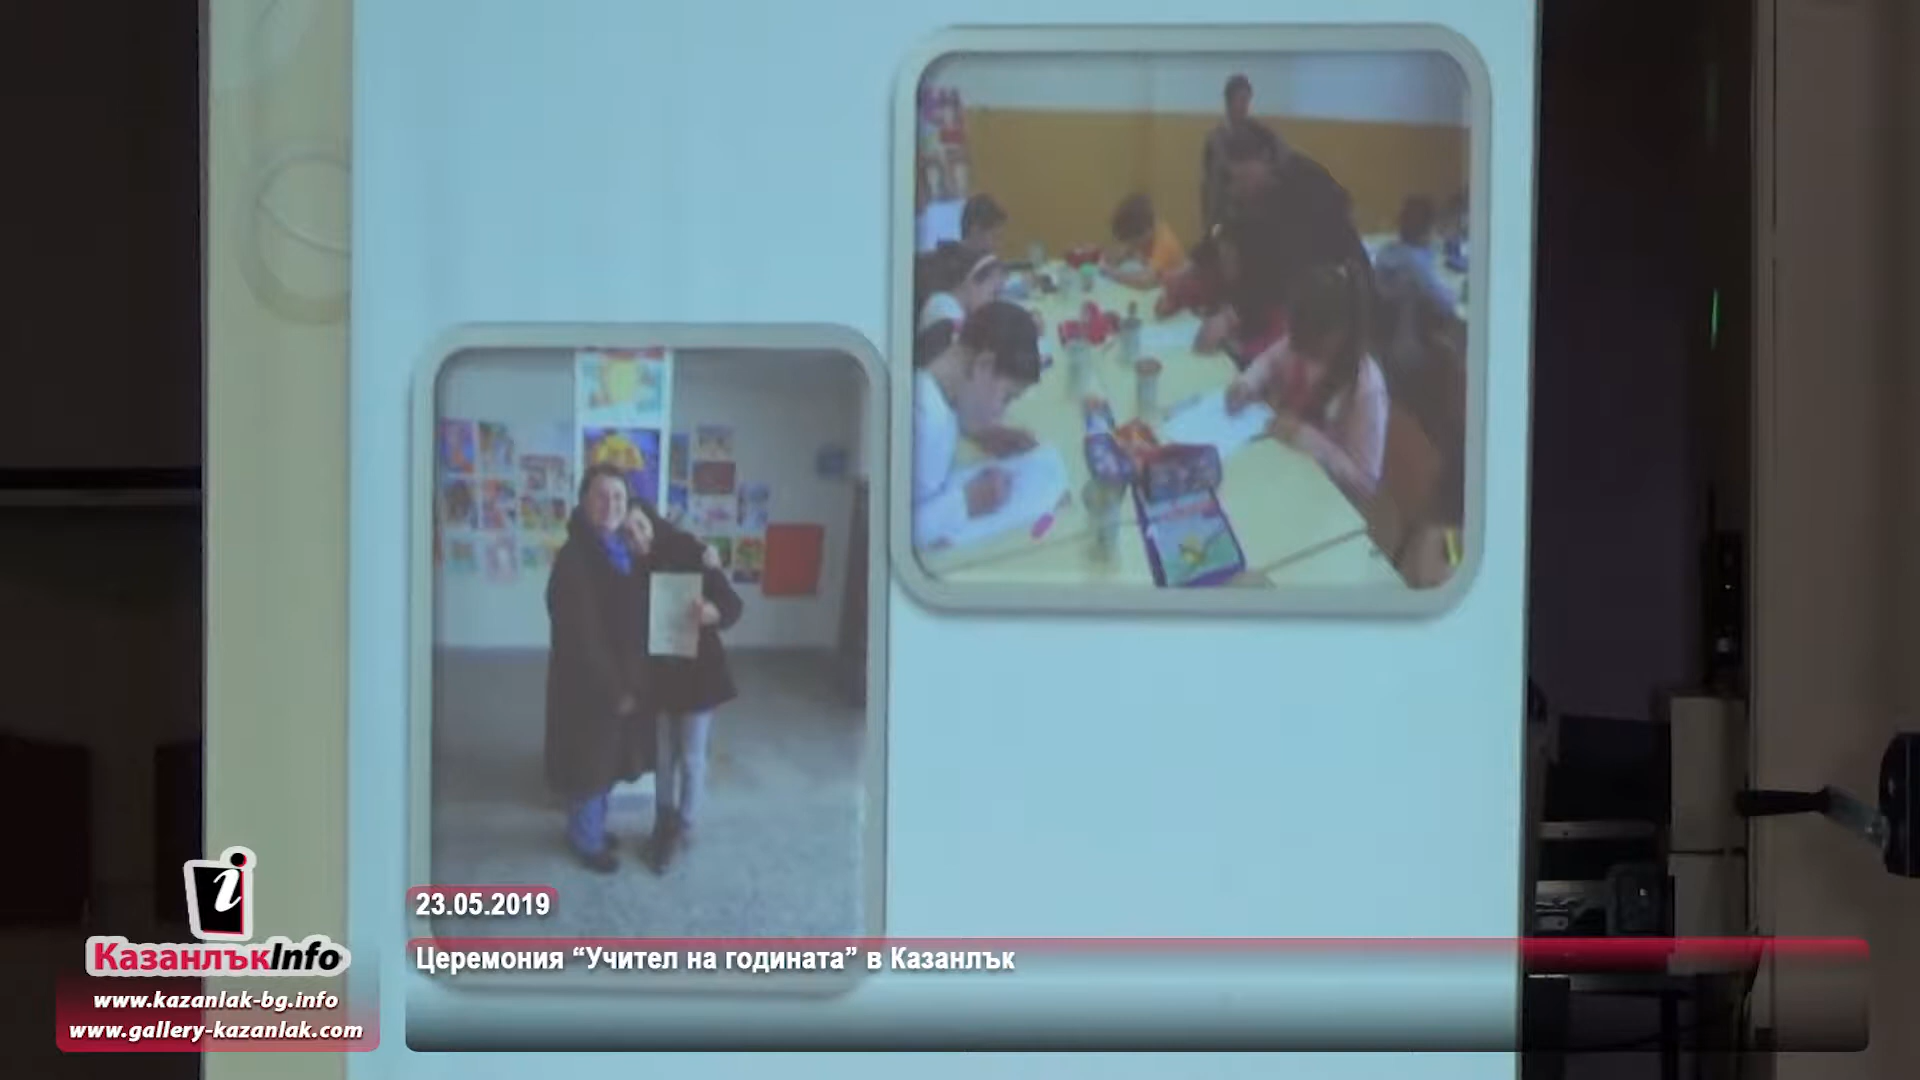 23.05.2019
Церемония “Учител на годината” в Казанлък
i
КазанлъкInfo
www.kazanlak-bg.info
www.gallery-kazanlak.com